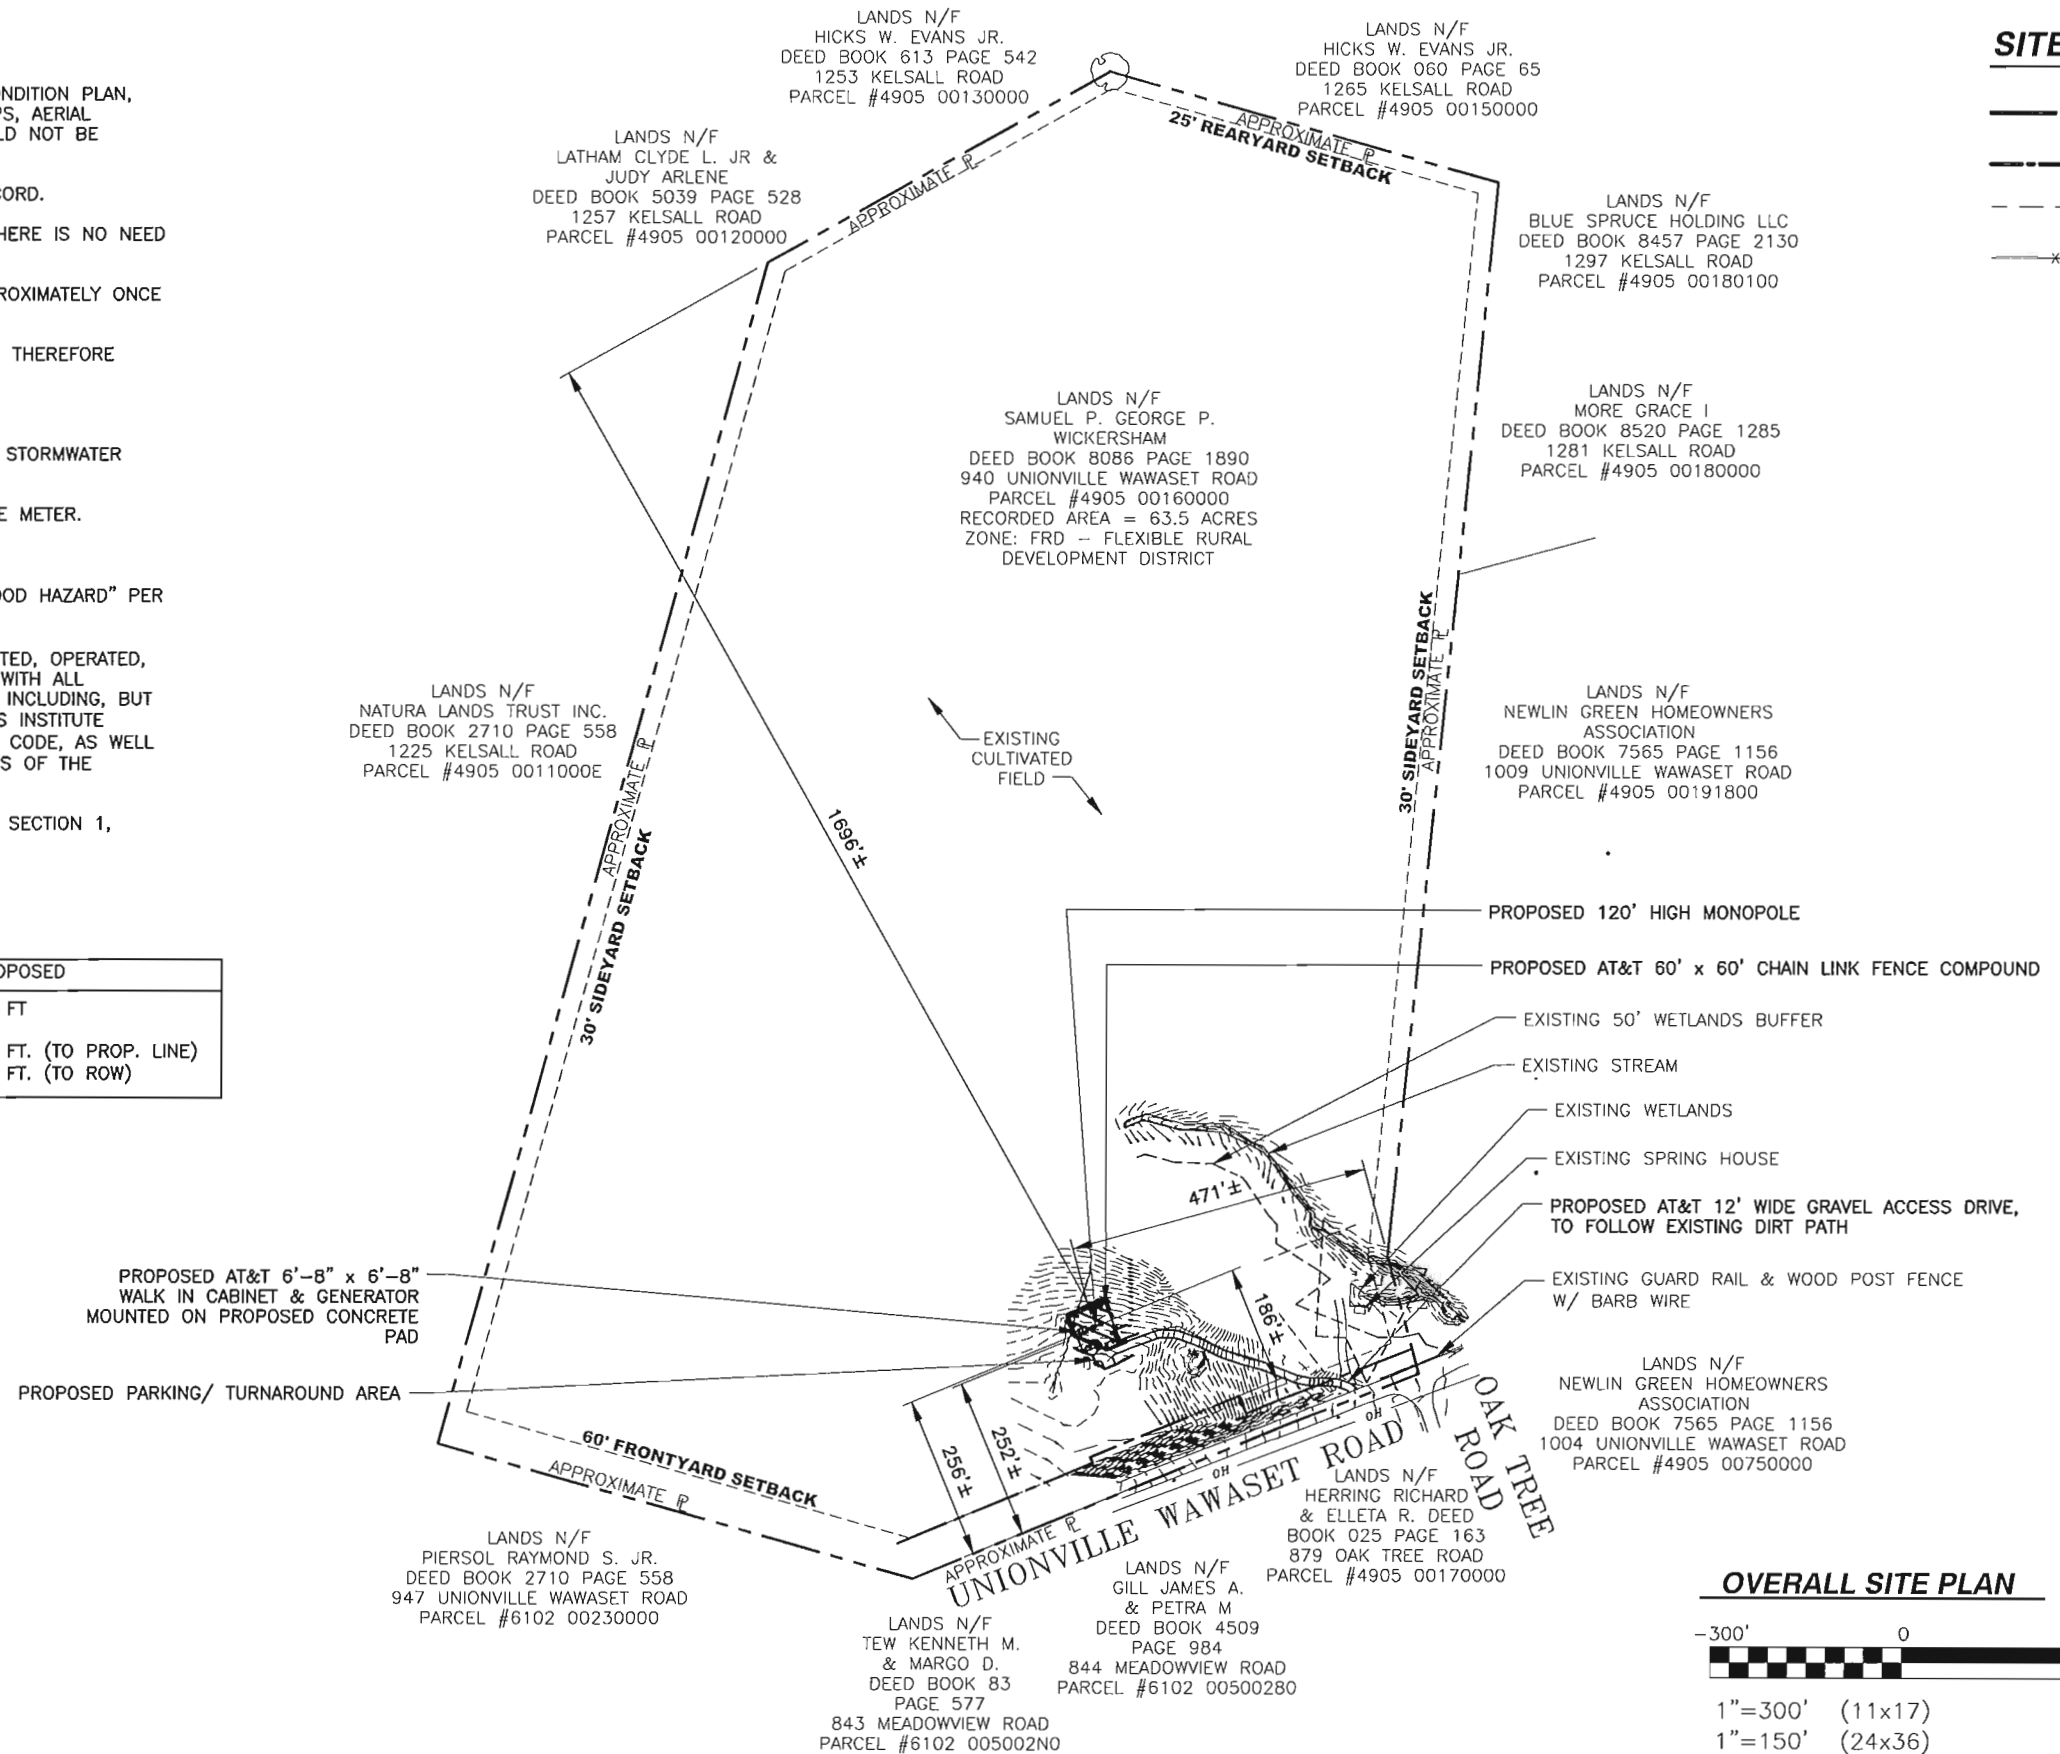 ONDITION PLAN,
PS, AERIAL
LD NOT BE
CORD.
HERE IS NO NEED
ROXIMATELY ONCE
THEREFORE
STORMWATER
E METER.
OOD HAZARD" PER
TED, OPERATED,
WITH ALL
INCLUDING, BUT
S INSTITUTE
CODE, AS WELL
S OF THE
SECTION 1,
OPOSED
FT
FT. (TO PROP. LINE)
FT. (TO ROW)
LANDS N/F
HICKS W. EVANS JR.
DEED BOOK 613 PAGE 542
1253 KELSALL ROAD
PARCEL #4905 00130000
LANDS N/F
HICKS W. EVANS JR.
DEED BOOK 060 PAGE 65
1265 KELSALL ROAD
PARCEL #4905 00150000
SITE
LANDS N/F
LATHAM CLYDE L. JR &
JUDY ARLENE
DEED BOOK 5039 PAGE 528
1257 KELSALL ROAD
PARCEL #4905 00120000
APPROXIMATE PL
APPROXIMATE PL
25' REARYARD SETBACK
LANDS N/F
BLUE SPRUCE HOLDING LLC
DEED BOOK 8457 PAGE 2130
1297 KELSALL ROAD
PARCEL #4905 00180100
LANDS N/F
SAMUEL P. GEORGE P.
WICKERSHAM
DEED BOOK 8086 PAGE 1890
940 UNIONVILLE WAWASET ROAD
PARCEL #4905 00160000
RECORDED AREA = 63.5 ACRES
ZONE: FRD - FLEXIBLE RURAL
DEVELOPMENT DISTRICT
LANDS N/F
MORE GRACE I
DEED BOOK 8520 PAGE 1285
1281 KELSALL ROAD
PARCEL #4905 00180000
LANDS N/F
NATURA LANDS TRUST INC.
DEED BOOK 2710 PAGE 558
1225 KELSALL ROAD
PARCEL #4905 0011000E
APPROXIMATE PL
30' SIDEYARD SETBACK
EXISTING
CULTIVATED
FIELD
1696'±
30' SIDEYARD SETBACK
APPROXIMATE PL
LANDS N/F
NEWLIN GREEN HOMEOWNERS
ASSOCIATION
DEED BOOK 7565 PAGE 1156
1009 UNIONVILLE WAWASET ROAD
PARCEL #4905 00191800
PROPOSED 120' HIGH MONOPOLE
PROPOSED AT&T 60' x 60' CHAIN LINK FENCE COMPOUND
EXISTING 50' WETLANDS BUFFER
EXISTING STREAM
EXISTING WETLANDS
EXISTING SPRING HOUSE
PROPOSED AT&T 12' WIDE GRAVEL ACCESS DRIVE,
TO FOLLOW EXISTING DIRT PATH
EXISTING GUARD RAIL & WOOD POST FENCE
W/ BARB WIRE
471'±
186'±
252'±
256'±
PROPOSED AT&T 6'-8" x 6'-8"
WALK IN CABINET & GENERATOR
MOUNTED ON PROPOSED CONCRETE
PAD
PROPOSED PARKING/ TURNAROUND AREA
60' FRONTYARD SETBACK
APPROXIMATE PL
APPROXIMATE PL
UNIONVILLE WAWASET ROAD
OH
OH
OAK TREE
ROAD
LANDS N/F
NEWLIN GREEN HOMEOWNERS
ASSOCIATION
DEED BOOK 7565 PAGE 1156
1004 UNIONVILLE WAWASET ROAD
PARCEL #4905 00750000
LANDS N/F
HERRING RICHARD
& ELLETA R. DEED
BOOK 025 PAGE 163
879 OAK TREE ROAD
PARCEL #4905 00170000
LANDS N/F
PIERSOL RAYMOND S. JR.
DEED BOOK 2710 PAGE 558
947 UNIONVILLE WAWASET ROAD
PARCEL #6102 00230000
LANDS N/F
GILL JAMES A.
& PETRA M
DEED BOOK 4509
PAGE 984
844 MEADOWVIEW ROAD
PARCEL #6102 00500280
LANDS N/F
TEW KENNETH M.
& MARGO D.
DEED BOOK 83
PAGE 577
843 MEADOWVIEW ROAD
PARCEL #6102 005002N0
OVERALL SITE PLAN
-300' 0
1"=300' (11x17)
1"=150' (24x36)